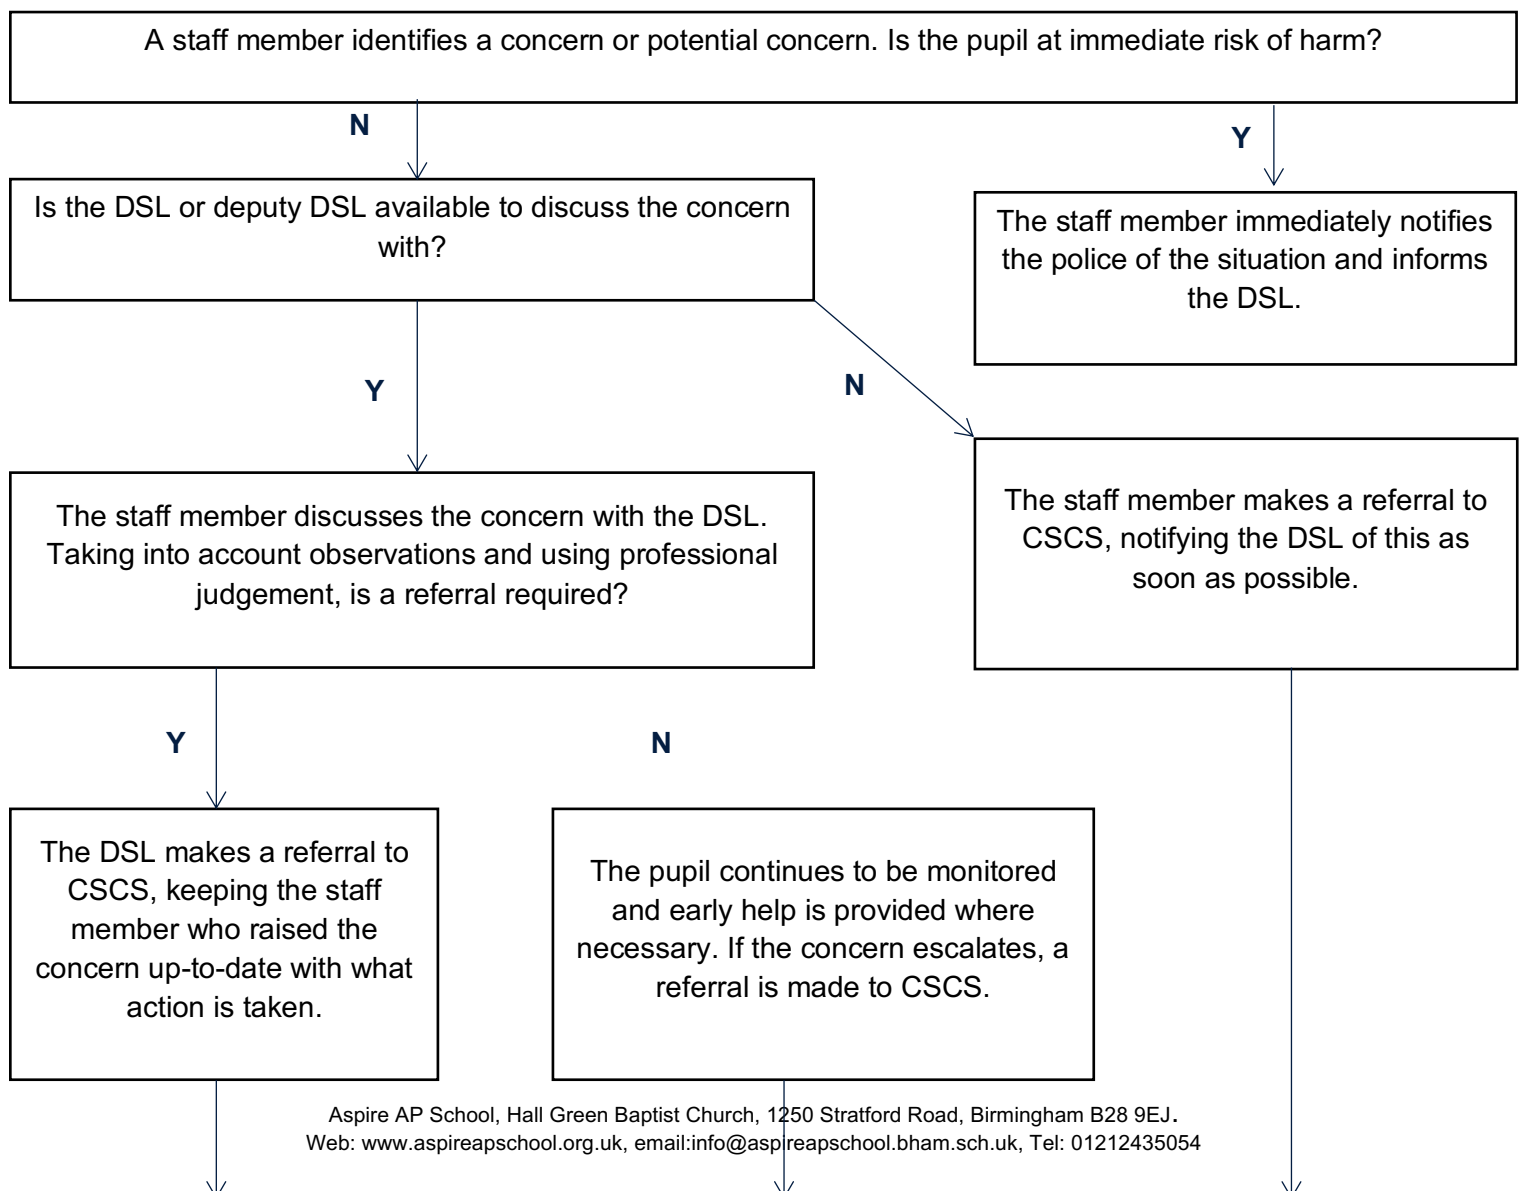 A staff member identifies a concern or potential concern. Is the pupil at immediate risk of harm?
N
Y
Is the DSL or deputy DSL available to discuss the concern
with?
The staff member immediately notifies
the police of the situation and informs
the DSL.
Y
N
The staff member discusses the concern with the DSL.
Taking into account observations and using professional
judgement, is a referral required?
The staff member makes a referral to
CSCS, notifying the DSL of this as
soon as possible.
Y
N
The DSL makes a referral to
CSCS, keeping the staff
member who raised the
concern up-to-date with what
action is taken.
The pupil continues to be monitored
and early help is provided where
necessary. If the concern escalates, a
referral is made to CSCS.
Aspire AP School, Hall Green Baptist Church, 1250 Stratford Road, Birmingham B28 9EJ.
Web: www.aspireapschool.org.uk, email:info@aspireapschool.bham.sch.uk, Tel: 01212435054